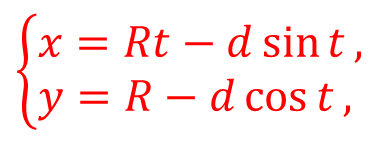 x = Rt − d sin t ,
y = R − d cos t ,